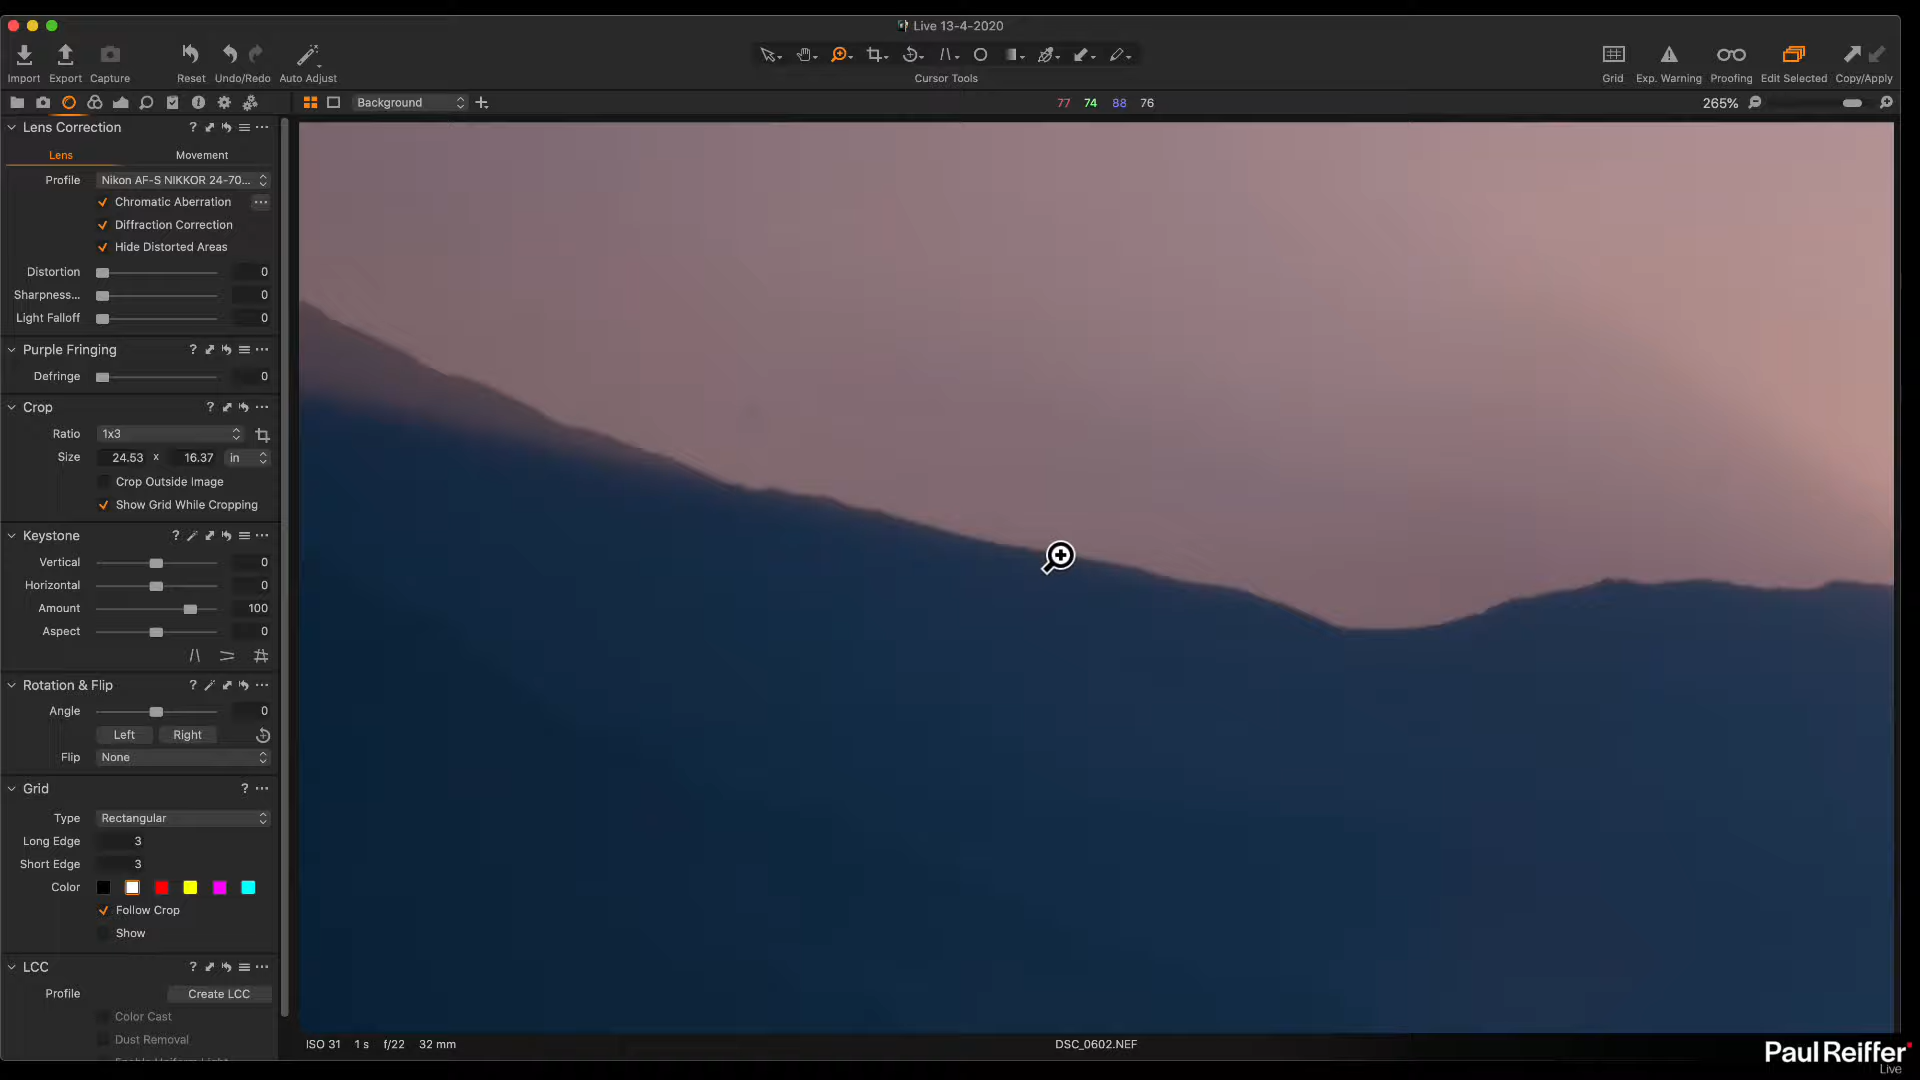 Live 13-4-2020
Import
Export
Capture
Reset
Undo/Redo
Auto Adjust
Cursor Tools
Grid
Exp. Warning
Proofing
Edit Selected
Copy/Apply
Background
77 74 88 76
265%
Lens Correction ?
Lens
Movement
Profile Nikon AF-S NIKKOR 24-70...
Chromatic Aberration
Diffraction Correction
Hide Distorted Areas
Distortion 0
Sharpness... 0
Light Falloff 0
Purple Fringing ?
Defringe 0
Crop ?
Ratio 1x3
Size 24.53 x 16.37 in
Crop Outside Image
Show Grid While Cropping
Keystone ?
Vertical 0
Horizontal 0
Amount 100
Aspect 0
Rotation & Flip ?
Angle 0
Left Right
Flip None
Grid ?
Type Rectangular
Long Edge 3
Short Edge 3
Color
Follow Crop
Show
LCC ?
Profile Create LCC
Color Cast
Dust Removal
ISO 31 1 s f/22 32 mm
DSC_0602.NEF
Paul Reiffer
Live